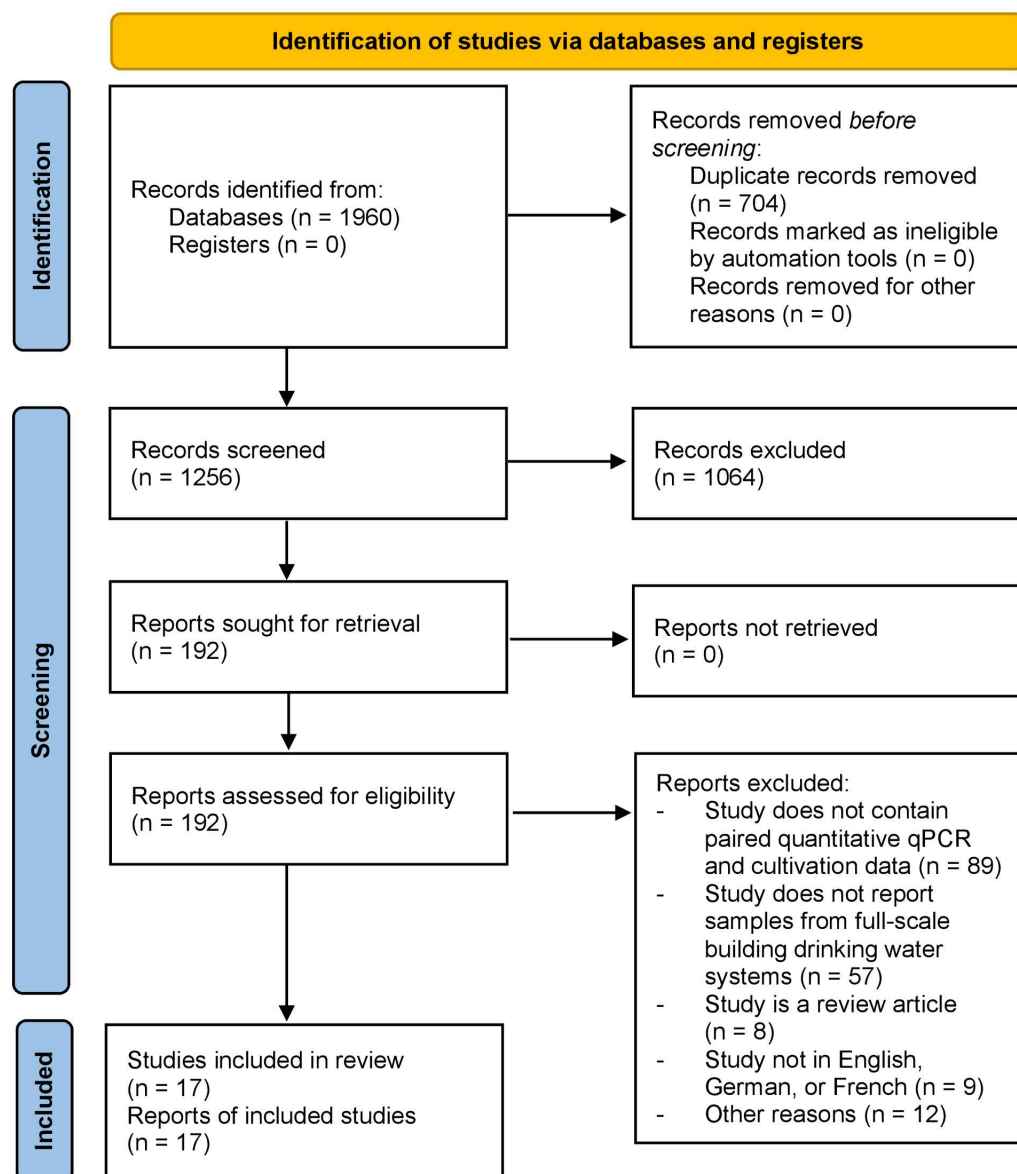 Identification of studies via databases and registers
Identification
Records identified from:
Databases (n = 1960)
Registers (n = 0)
Records removed before
screening:
Duplicate records removed
(n = 704)
Records marked as ineligible
by automation tools (n = 0)
Records removed for other
reasons (n = 0)
Screening
Records screened
(n = 1256)
Records excluded
(n = 1064)
Reports sought for retrieval
(n = 192)
Reports not retrieved
(n = 0)
Reports assessed for eligibility
(n = 192)
Reports excluded:
- Study does not contain
paired quantitative qPCR
and cultivation data (n = 89)
- Study does not report
samples from full-scale
building drinking water
systems (n = 57)
- Study is a review article
(n = 8)
- Study not in English,
German, or French (n = 9)
- Other reasons (n = 12)
Included
Studies included in review
(n = 17)
Reports of included studies
(n = 17)